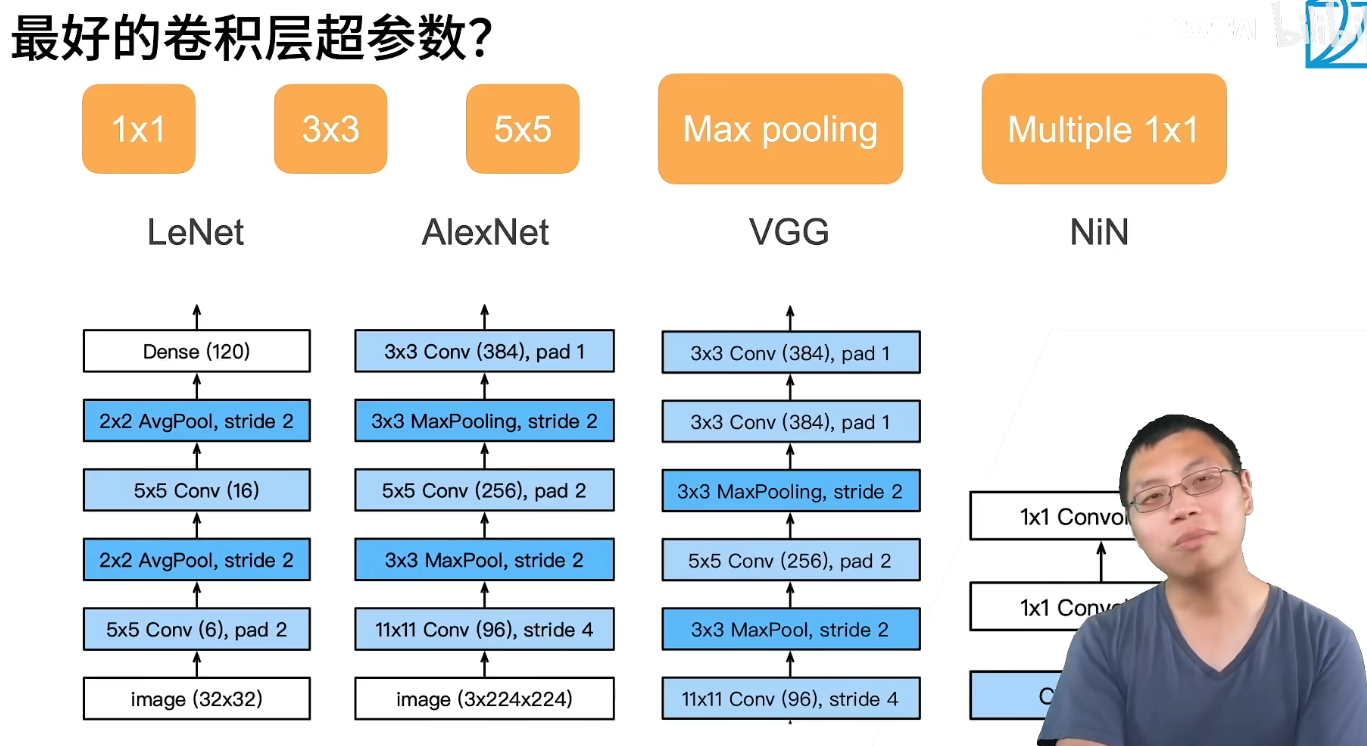 最好的卷积层超参数？
1x1
3x3
5x5
Max pooling
Multiple 1x1
LeNet
AlexNet
VGG
NiN
Dense (120)
2x2 AvgPool, stride 2
5x5 Conv (16)
2x2 AvgPool, stride 2
5x5 Conv (6), pad 2
image (32x32)
3x3 Conv (384), pad 1
3x3 MaxPooling, stride 2
5x5 Conv (256), pad 2
3x3 MaxPool, stride 2
11x11 Conv (96), stride 4
image (3x224x224)
3x3 Conv (384), pad 1
3x3 Conv (384), pad 1
3x3 MaxPooling, stride 2
5x5 Conv (256), pad 2
3x3 MaxPool, stride 2
11x11 Conv (96), stride 4
1x1 Convol
1x1 Convo
C